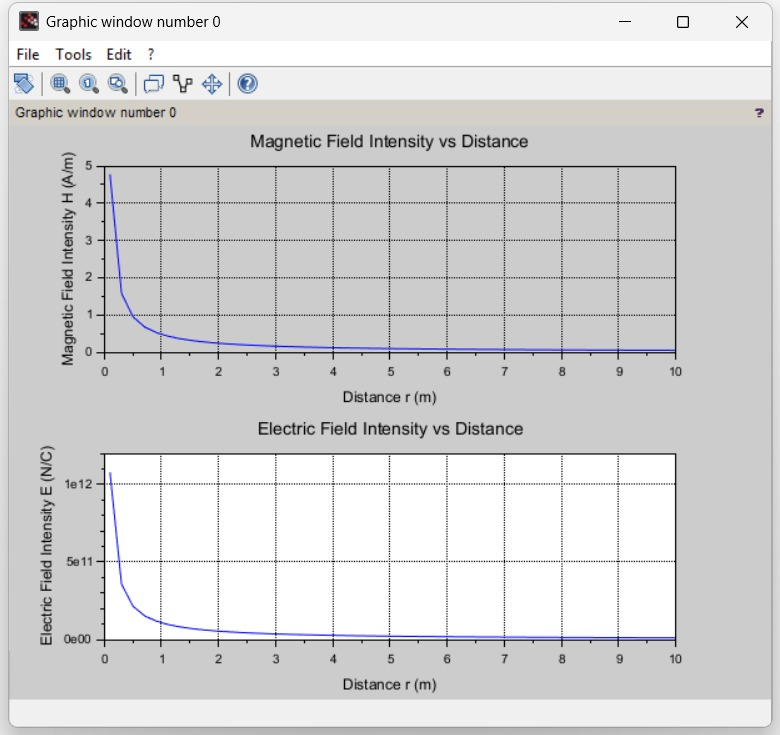 Graphic window number 0
File Tools Edit ?
1
?
Graphic window number 0 ?
Magnetic Field Intensity vs Distance
Magnetic Field Intensity H (A/m)
5
4
3
2
1
0
0 1 2 3 4 5 6 7 8 9 10
Distance r (m)
Electric Field Intensity vs Distance
Electric Field Intensity E (N/C)
1e12
5e11
0e00
0 1 2 3 4 5 6 7 8 9 10
Distance r (m)